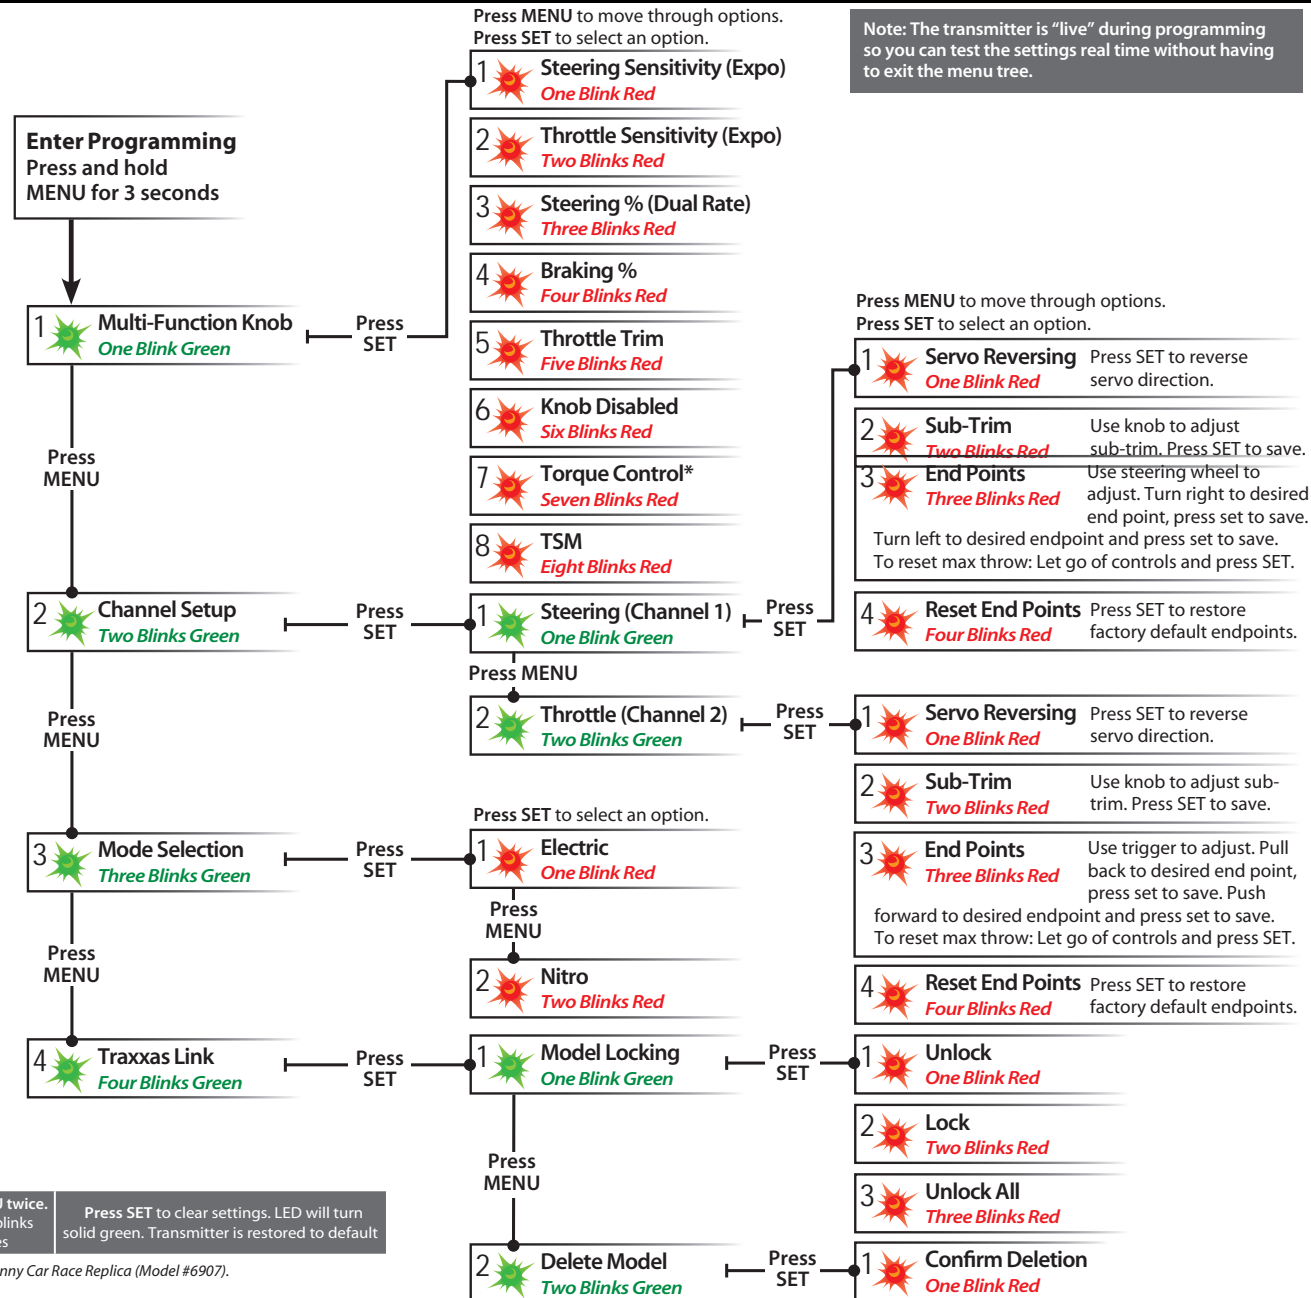 Press MENU to move through options.
Press SET to select an option.
Note: The transmitter is “live” during programming
so you can test the settings real time without having
to exit the menu tree.
Enter Programming
Press and hold
MENU for 3 seconds
1 Steering Sensitivity (Expo)
One Blink Red
2 Throttle Sensitivity (Expo)
Two Blinks Red
3 Steering % (Dual Rate)
Three Blinks Red
4 Braking %
Four Blinks Red
5 Throttle Trim
Five Blinks Red
6 Knob Disabled
Six Blinks Red
7 Torque Control*
Seven Blinks Red
8 TSM
Eight Blinks Red
1 Multi-Function Knob
One Blink Green
Press
SET
Press
MENU
2 Channel Setup
Two Blinks Green
Press
SET
1 Steering (Channel 1)
One Blink Green
Press
SET
Press MENU to move through options.
Press SET to select an option.
1 Servo Reversing Press SET to reverse
One Blink Red servo direction.
2 Sub-Trim Use knob to adjust
Two Blinks Red sub-trim. Press SET to save.
3 End Points Use steering wheel to
Three Blinks Red adjust. Turn right to desired
end point, press set to save.
Turn left to desired endpoint and press set to save.
To reset max throw: Let go of controls and press SET.
4 Reset End Points Press SET to restore
Four Blinks Red factory default endpoints.
Press MENU
2 Throttle (Channel 2)
Two Blinks Green
Press
SET
1 Servo Reversing Press SET to reverse
One Blink Red servo direction.
2 Sub-Trim Use knob to adjust sub-
Two Blinks Red trim. Press SET to save.
3 End Points Use trigger to adjust. Pull
Three Blinks Red back to desired end point,
press set to save. Push
forward to desired endpoint and press set to save.
To reset max throw: Let go of controls and press SET.
4 Reset End Points Press SET to restore
Four Blinks Red factory default endpoints.
Press
MENU
3 Mode Selection
Three Blinks Green
Press
SET
Press SET to select an option.
1 Electric
One Blink Red
Press
MENU
2 Nitro
Two Blinks Red
Press
MENU
4 Traxxas Link
Four Blinks Green
Press
SET
1 Model Locking
One Blink Green
Press
SET
1 Unlock
One Blink Red
2 Lock
Two Blinks Red
3 Unlock All
Three Blinks Red
Press
MENU
2 Delete Model
Two Blinks Green
Press
SET
1 Confirm Deletion
One Blink Red
twice.
Press SET to clear settings. LED will turn
solid green. Transmitter is restored to default
Car Race Replica (Model #6907).